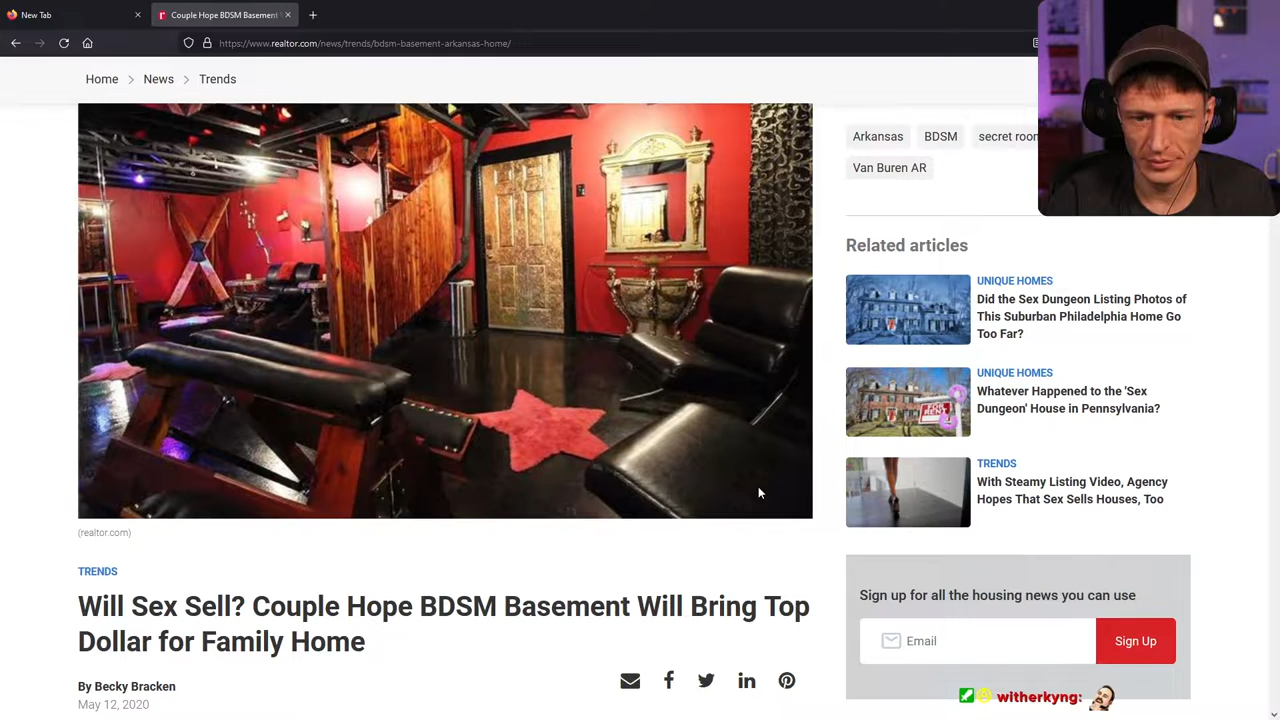 New Tab
Couple Hope BDSM Basement
https://www.realtor.com/news/trends/bdsm-basement-arkansas-home/
Home
News
Trends
Arkansas
BDSM
secret room
Van Buren AR
Related articles
UNIQUE HOMES
Did the Sex Dungeon Listing Photos of
This Suburban Philadelphia Home Go
Too Far?
UNIQUE HOMES
Whatever Happened to the 'Sex
Dungeon' House in Pennsylvania?
TRENDS
With Steamy Listing Video, Agency
Hopes That Sex Sells Houses, Too
(realtor.com)
TRENDS
Will Sex Sell? Couple Hope BDSM Basement Will Bring Top
Dollar for Family Home
By Becky Bracken
May 12, 2020
Sign up for all the housing news you can use
Email
Sign Up
witherkyng: